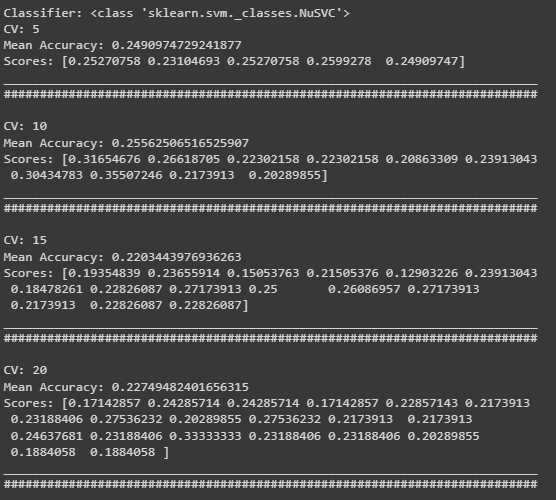 Classifier: <class 'sklearn.svm._classes.NuSVC'>
CV: 5
Mean Accuracy: 0.2490974729241877
Scores: [0.25270758 0.23104693 0.25270758 0.2599278  0.24909747]
___________________________________________________________________________
###########################################################################
CV: 10
Mean Accuracy: 0.25562506516525907
Scores: [0.31654676 0.26618705 0.22302158 0.22302158 0.20863309 0.23913043
 0.30434783 0.35507246 0.2173913  0.20289855]
___________________________________________________________________________
###########################################################################
CV: 15
Mean Accuracy: 0.2203443976936263
Scores: [0.19354839 0.23655914 0.15053763 0.21505376 0.12903226 0.23913043
 0.18478261 0.22826087 0.27173913 0.25       0.26086957 0.27173913
 0.2173913  0.22826087 0.22826087]
___________________________________________________________________________
###########################################################################
CV: 20
Mean Accuracy: 0.22749482401656315
Scores: [0.17142857 0.24285714 0.24285714 0.17142857 0.22857143 0.2173913
 0.23188406 0.27536232 0.20289855 0.27536232 0.2173913  0.2173913
 0.24637681 0.23188406 0.33333333 0.23188406 0.23188406 0.20289855
 0.1884058  0.1884058 ]
___________________________________________________________________________
###########################################################################